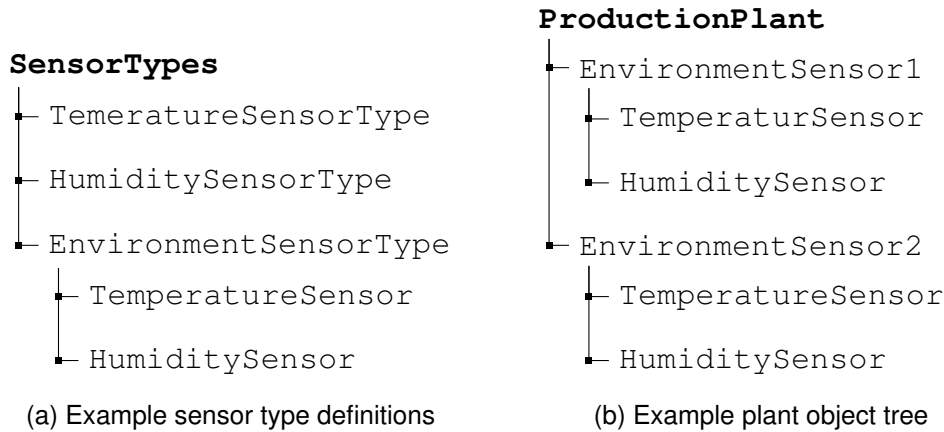 SensorTypes
TemeratureSensorType
HumiditySensorType
EnvironmentSensorType
TemperatureSensor
HumiditySensor
(a) Example sensor type definitions
ProductionPlant
EnvironmentSensor1
TemperaturSensor
HumiditySensor
EnvironmentSensor2
TemperatureSensor
HumiditySensor
(b) Example plant object tree